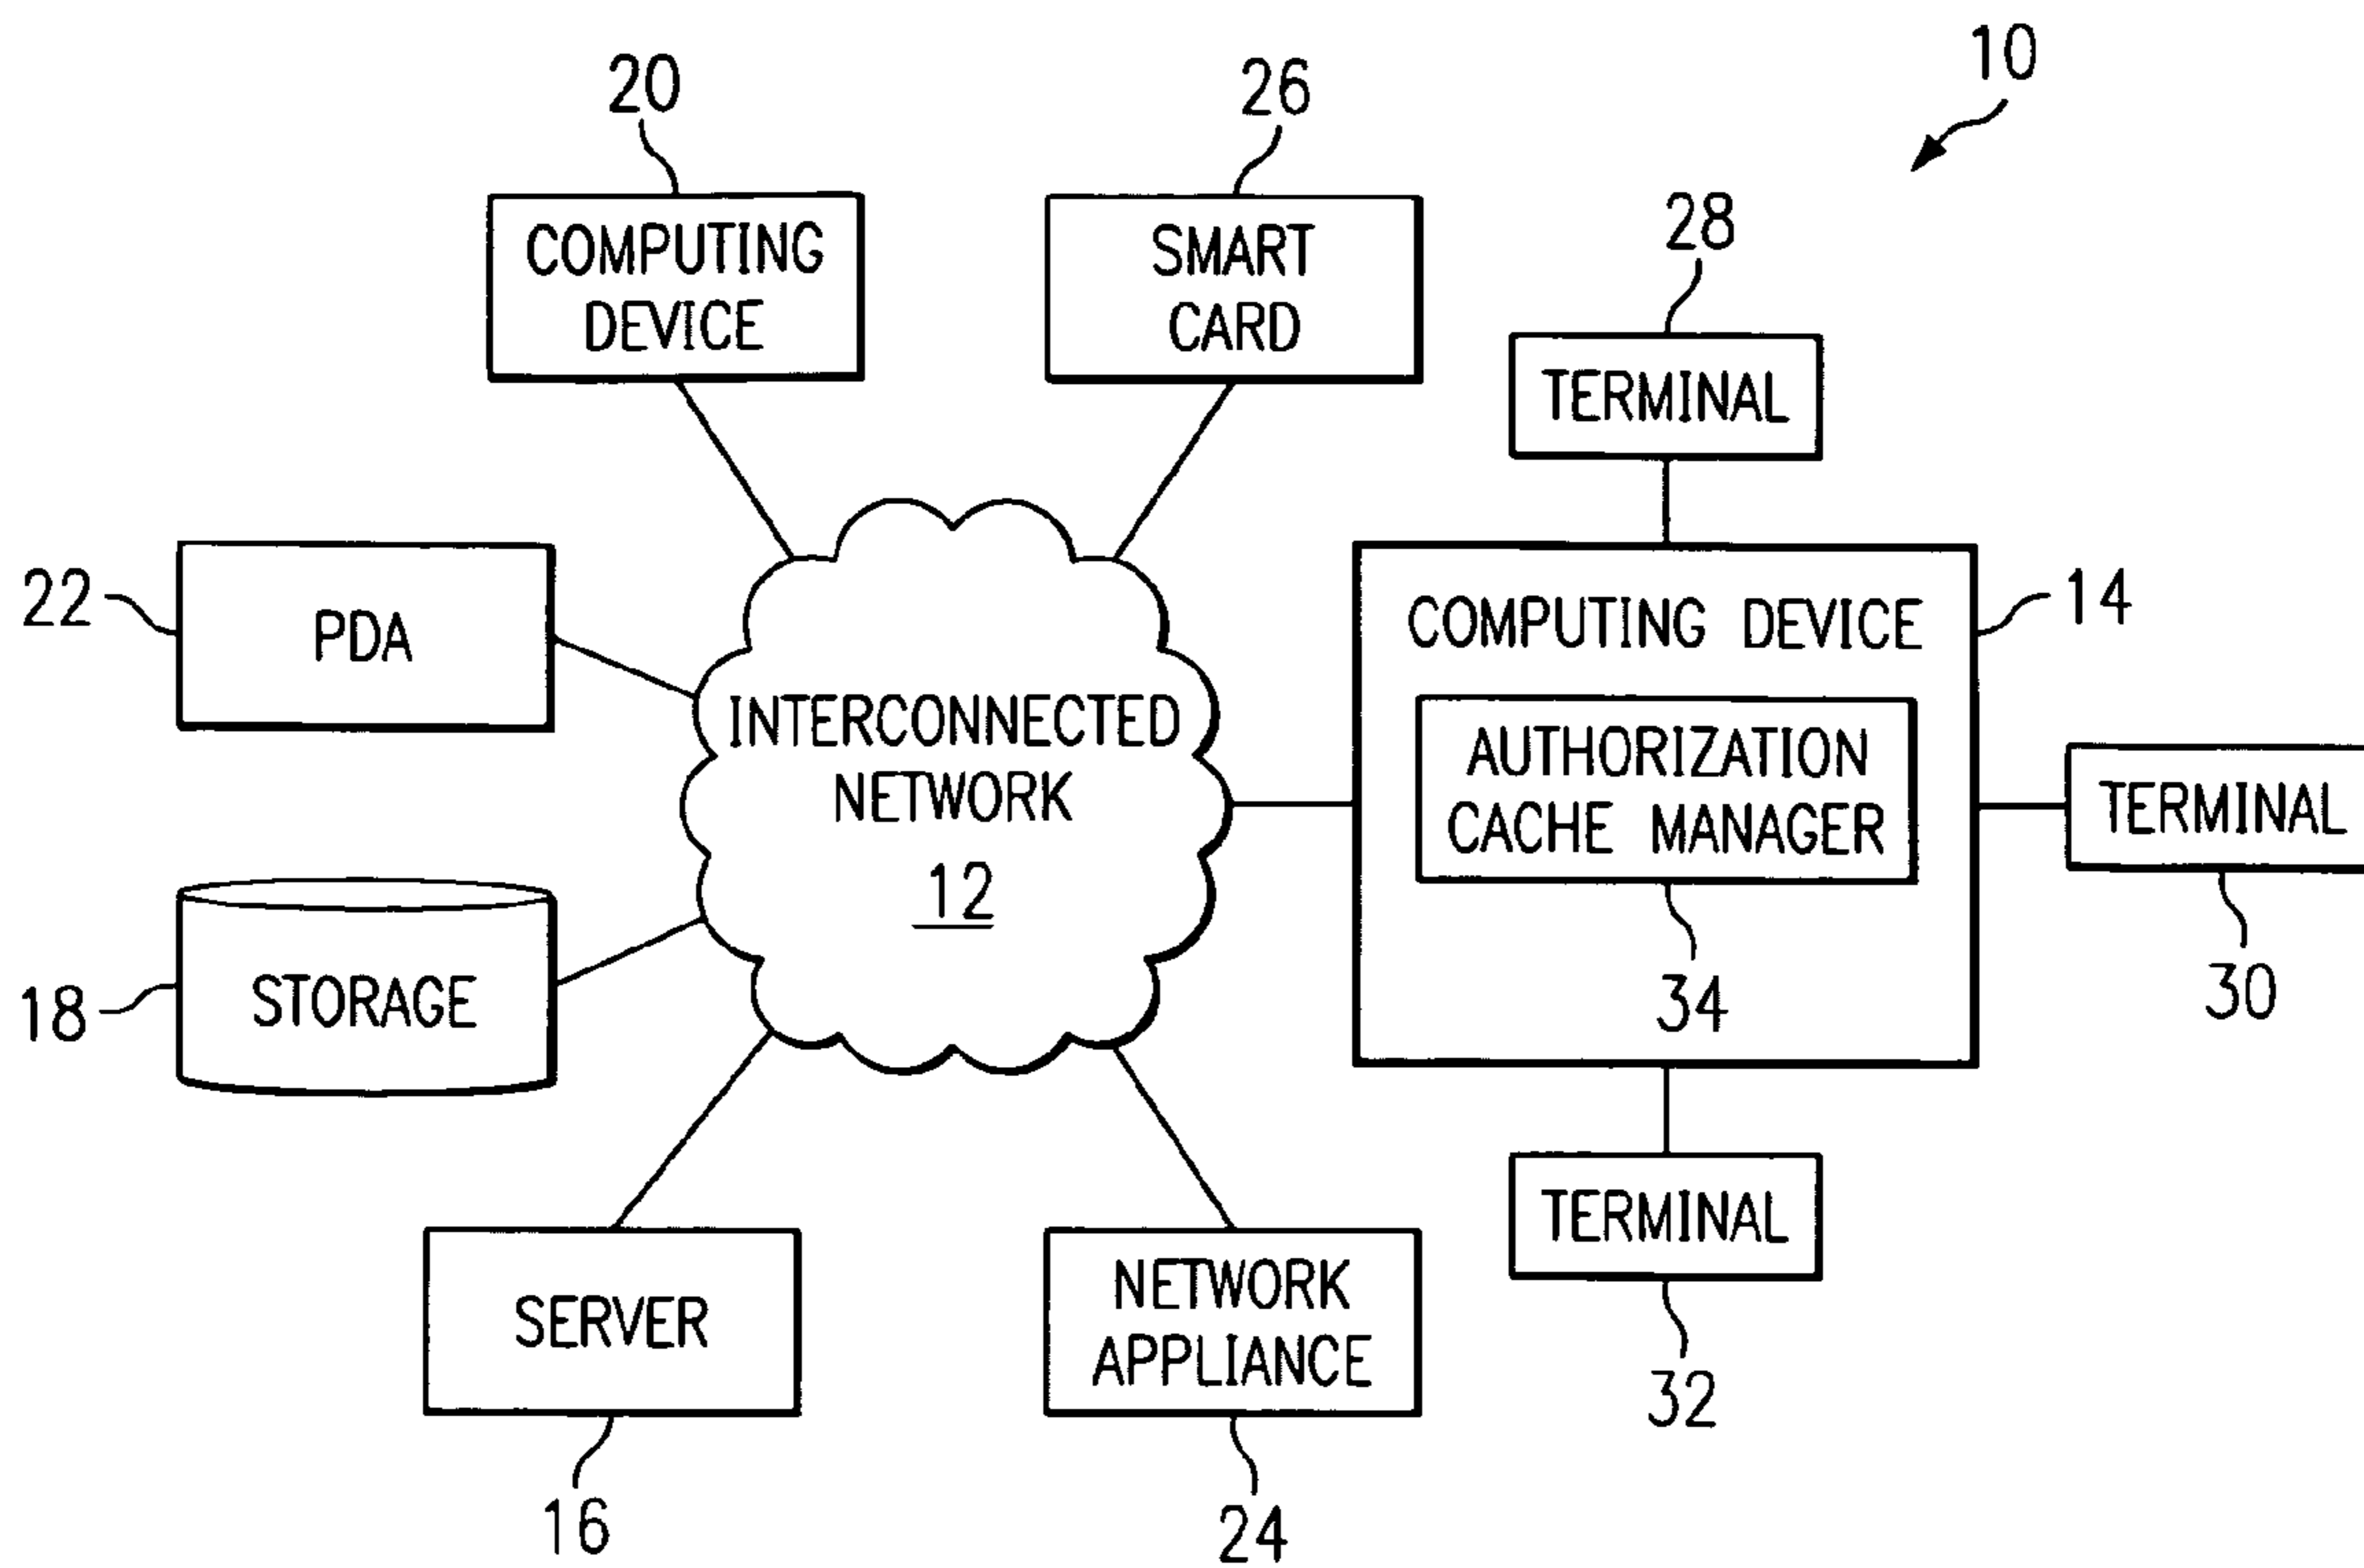 10
20
26
COMPUTING
DEVICE
SMART
CARD
28
TERMINAL
22
PDA
COMPUTING DEVICE
14
INTERCONNECTED
NETWORK
12
AUTHORIZATION
CACHE MANAGER
34
TERMINAL
30
18
STORAGE
SERVER
16
NETWORK
APPLIANCE
24
TERMINAL
32